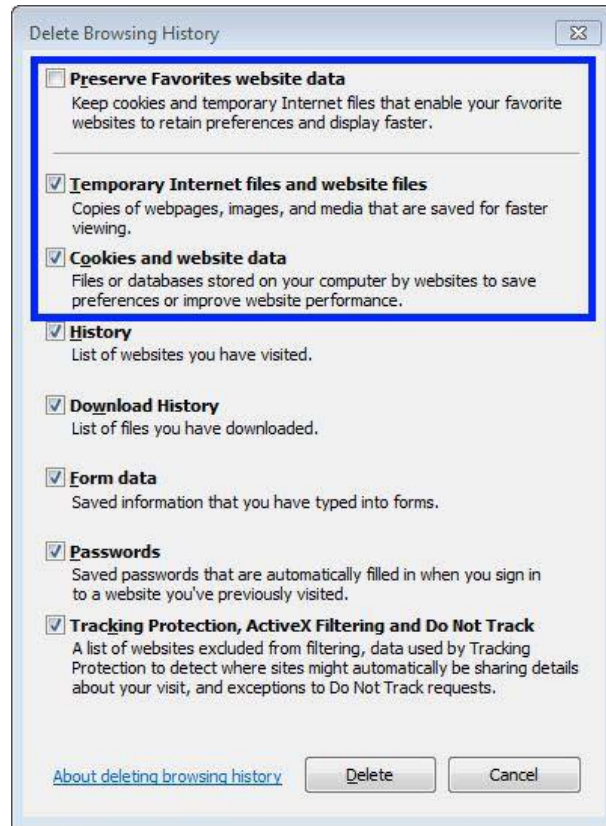 Delete Browsing History
Preserve Favorites website data
Keep cookies and temporary Internet files that enable your favorite
websites to retain preferences and display faster.
Temporary Internet files and website files
Copies of webpages, images, and media that are saved for faster
viewing.
Cookies and website data
Files or databases stored on your computer by websites to save
preferences or improve website performance.
History
List of websites you have visited.
Download History
List of files you have downloaded.
Form data
Saved information that you have typed into forms.
Passwords
Saved passwords that are automatically filled in when you sign in
to a website you've previously visited.
Tracking Protection, ActiveX Filtering and Do Not Track
A list of websites excluded from filtering, data used by Tracking
Protection to detect where sites might automatically be sharing details
about your visit, and exceptions to Do Not Track requests.
About deleting browsing history Delete Cancel